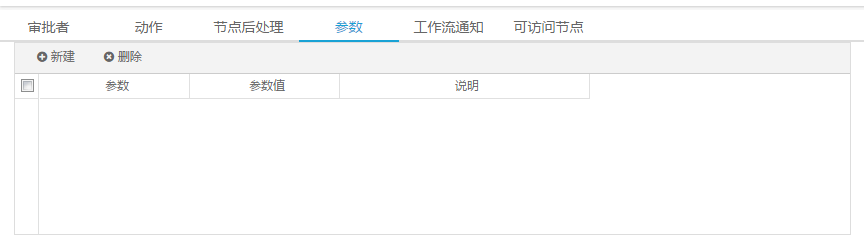 审批者 动作 节点后处理 参数 工作流通知 可访问节点
新建 删除
参数 参数值 说明